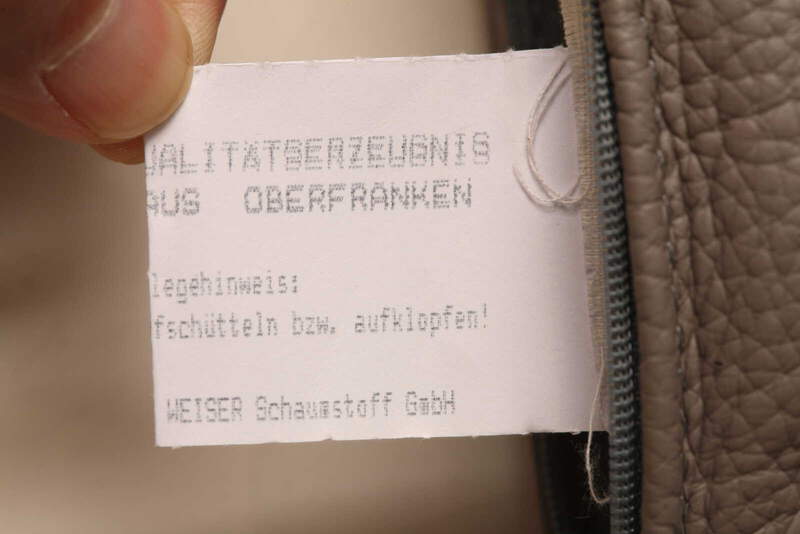 UALITÄTSERZEUGNIS
AUS OBERFRANKEN
legehinweis:
fschütteln bzw. aufklopfen!
WEISER Schaumstoff GmbH